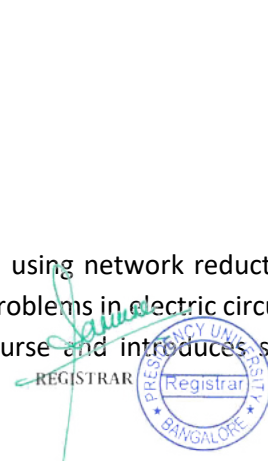 using network reduct
roblems in electric circu
urse and introduces s
REGISTRAR
PRESIDENCY UNIVERSITY
Registrar
BANGALORE